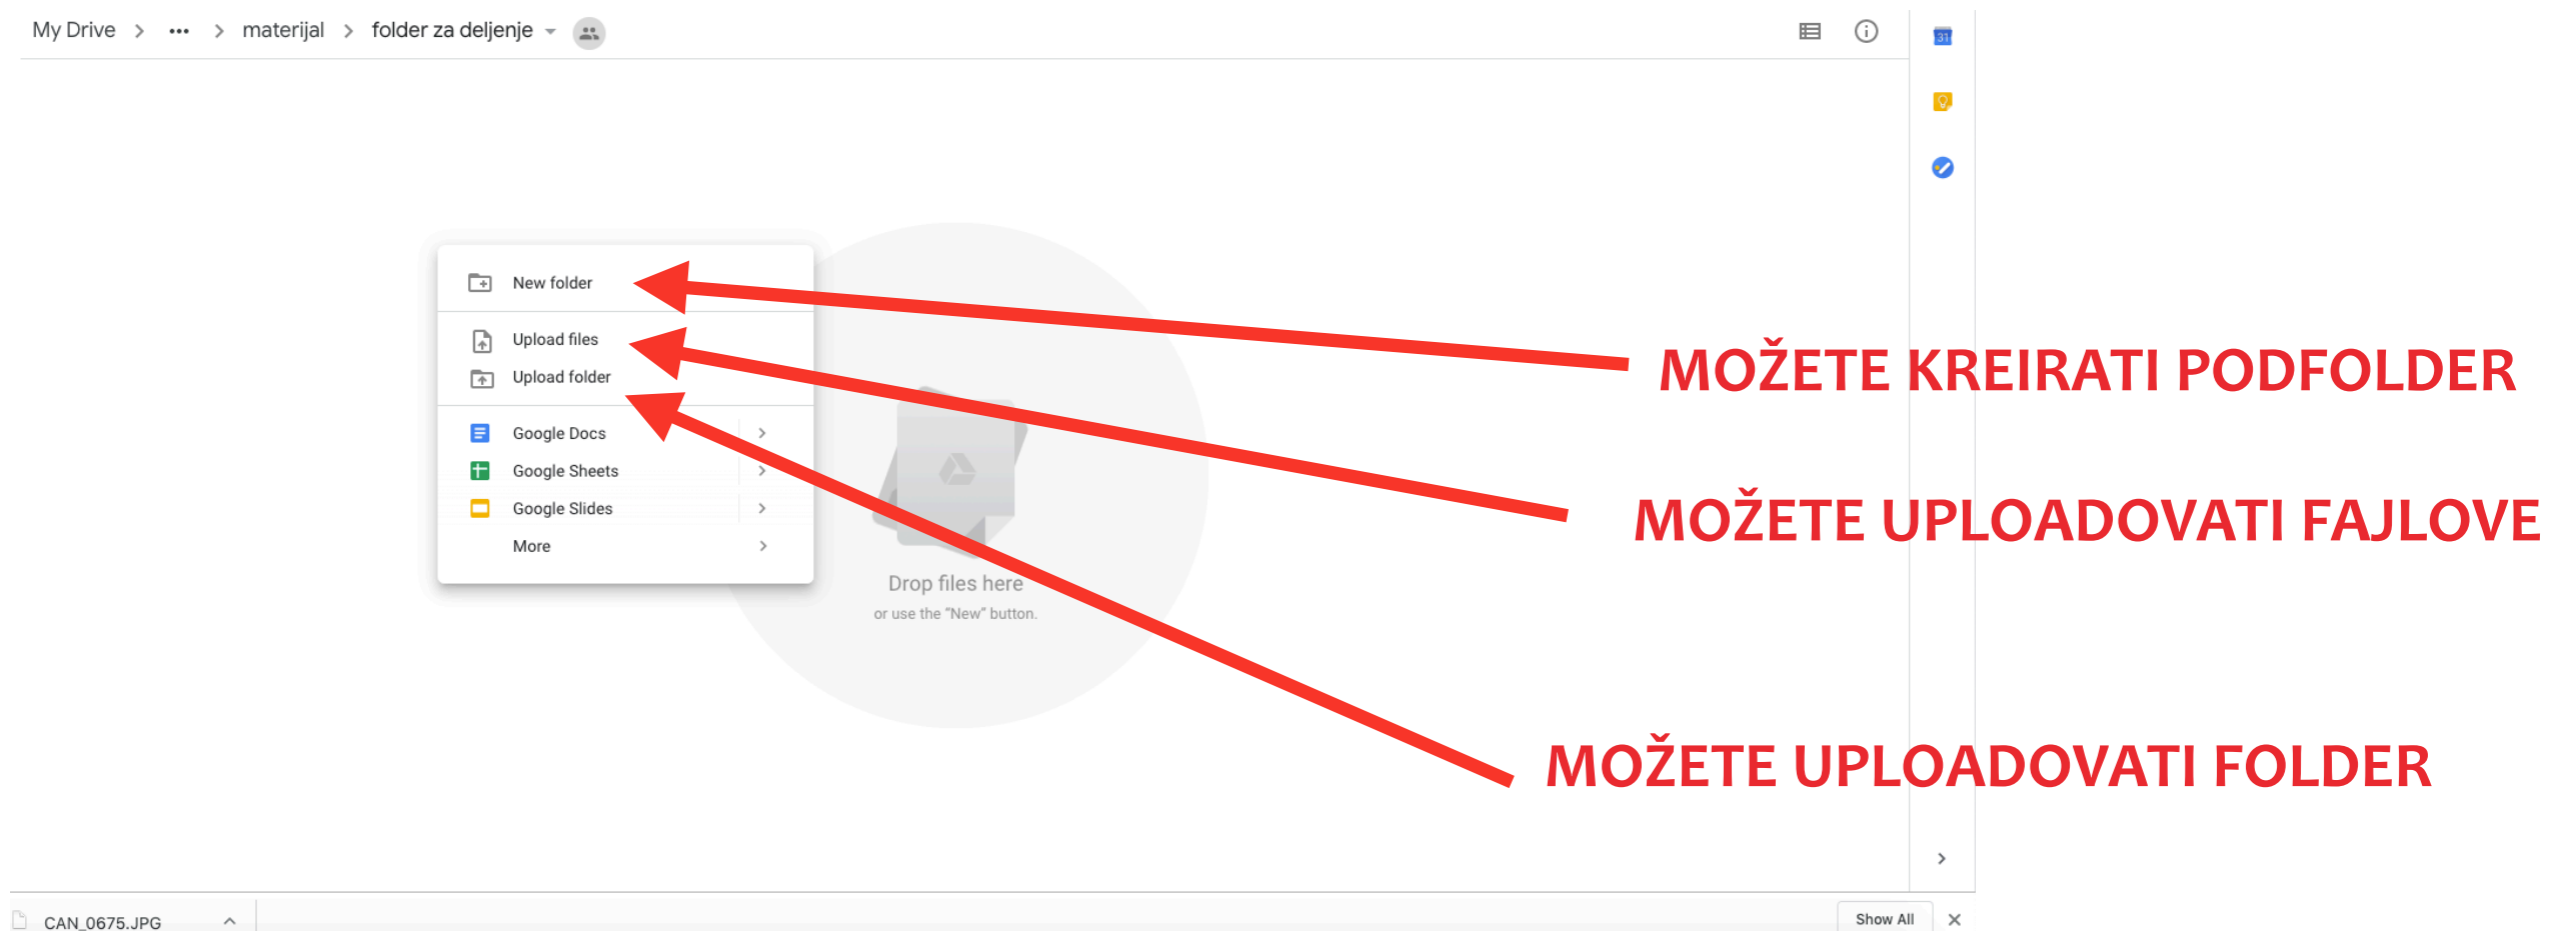 My Drive > ••• > materijal > folder za deljenje
31
New folder
Upload files
Upload folder
Google Docs
Google Sheets
Google Slides
More
Drop files here
or use the “New” button.
MOŽETE KREIRATI PODFOLDER
MOŽETE UPLOADOVATI FAJLOVE
MOŽETE UPLOADOVATI FOLDER
CAN_0675.JPG
Show All